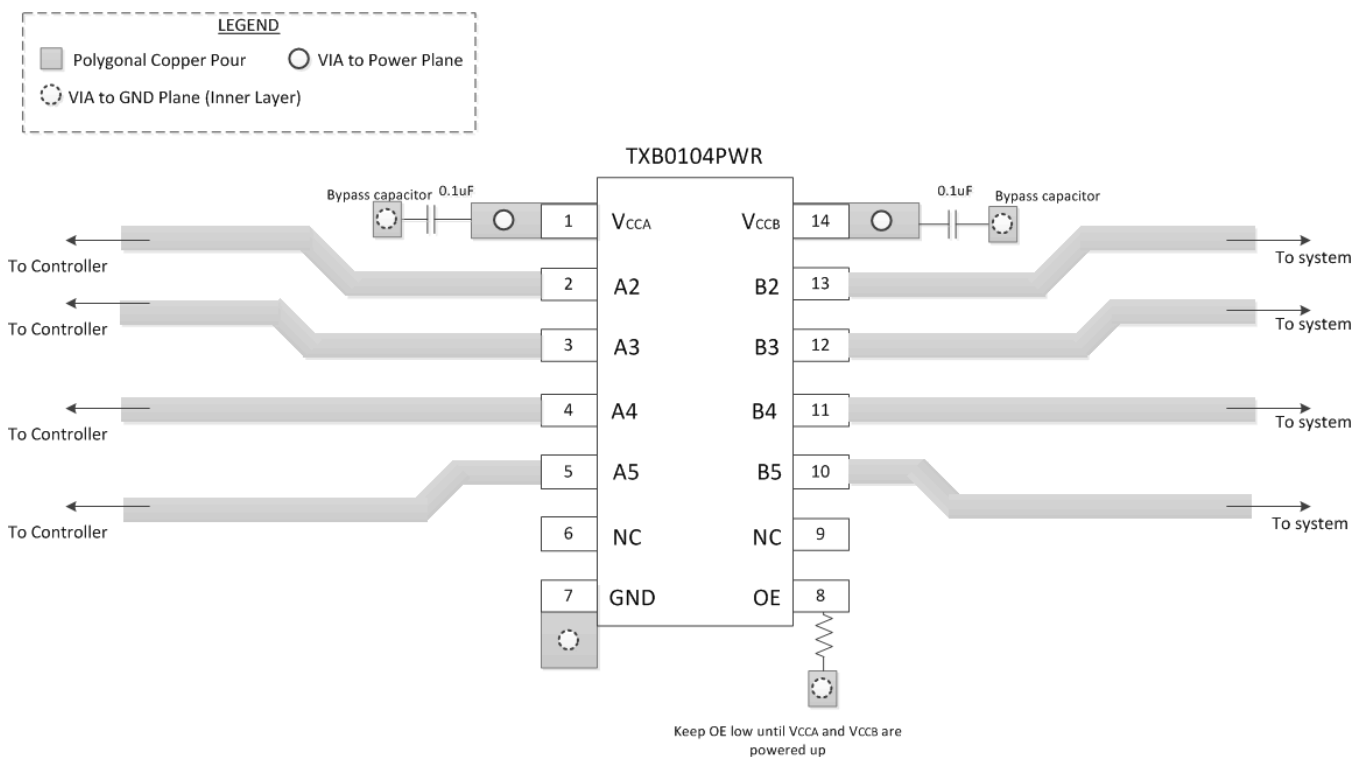 LEGEND
Polygonal Copper Pour
VIA to Power Plane
VIA to GND Plane (Inner Layer)
TXB0104PWR
Bypass capacitor
0.1uF
0.1uF
Bypass capacitor
1
VCCA
VCCB
14
To Controller
2
A2
B2
13
To system
To Controller
3
A3
B3
12
To system
To Controller
4
A4
B4
11
To system
5
A5
B5
10
To Controller
6
NC
NC
9
To system
7
GND
OE
8
Keep OE low until VCCA and VCCB are
powered up